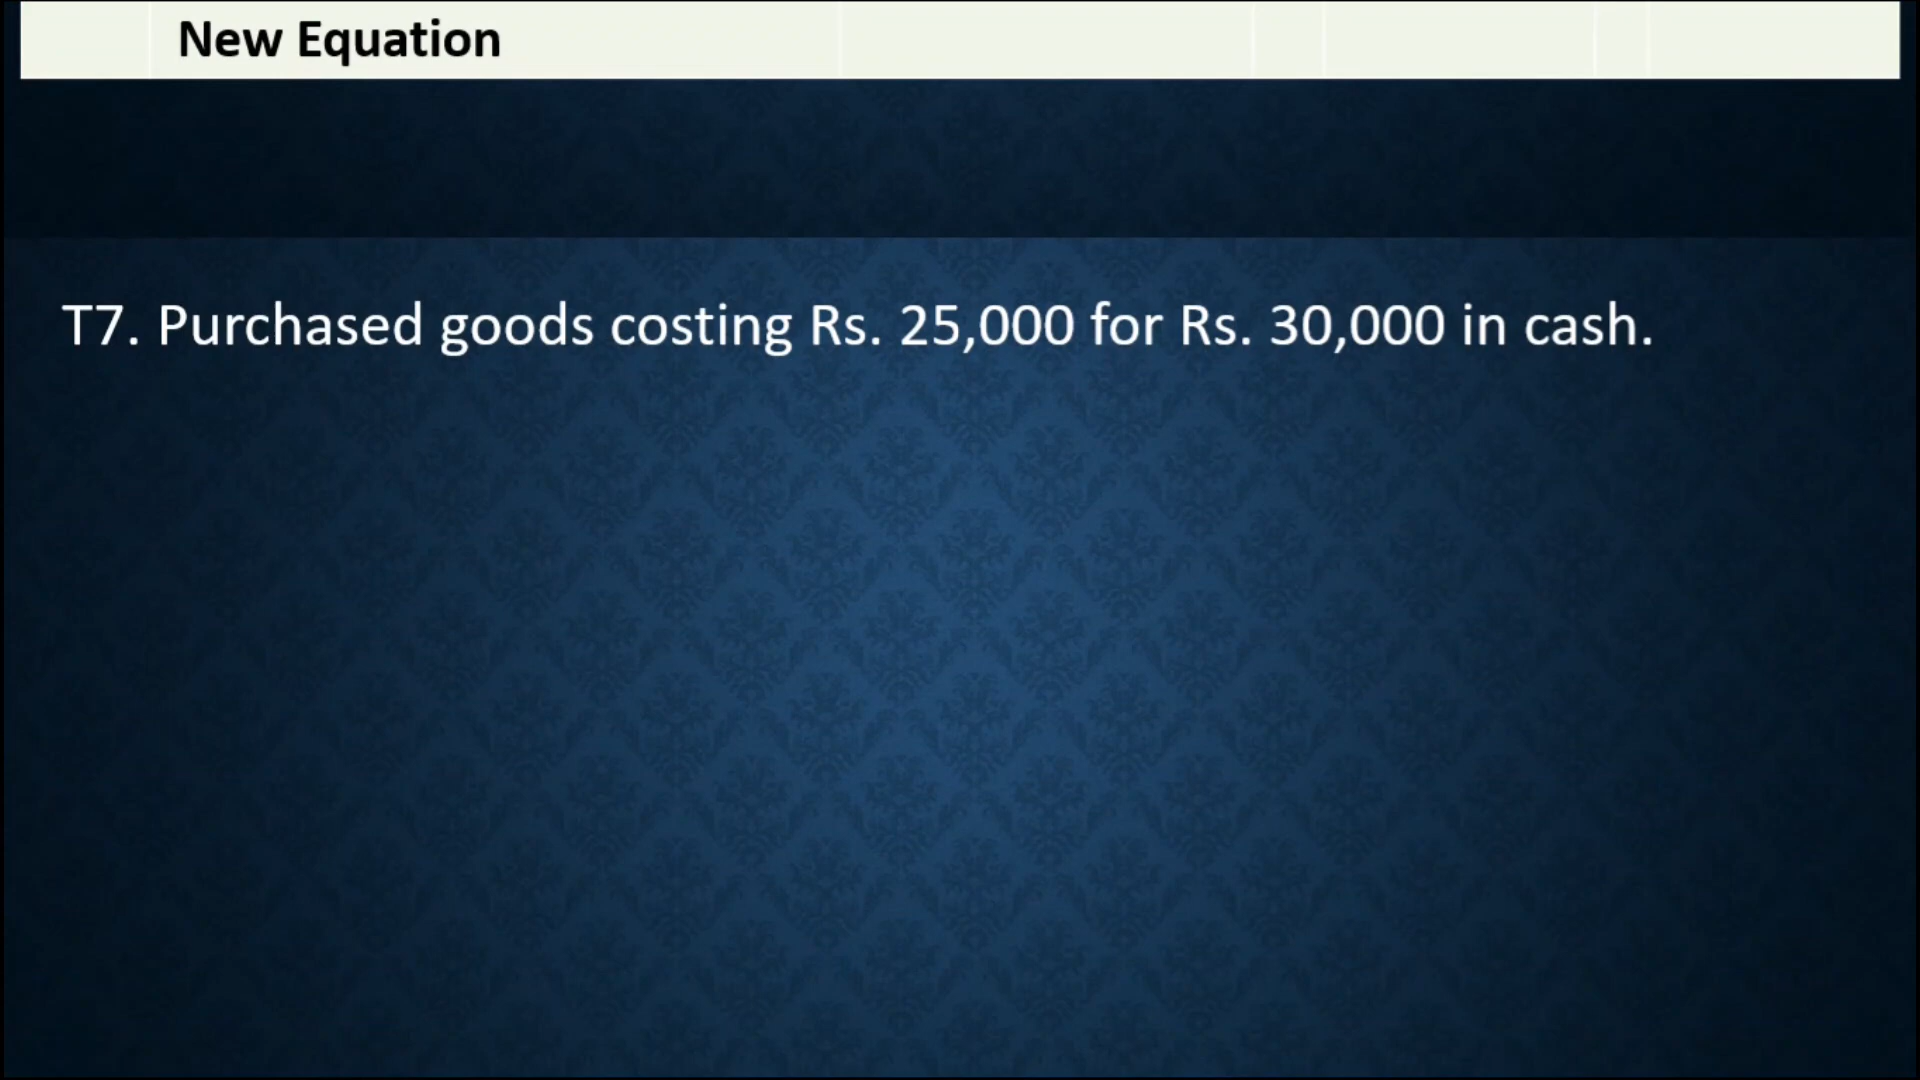 New Equation
T7. Purchased goods costing Rs. 25,000 for Rs. 30,000 in cash.